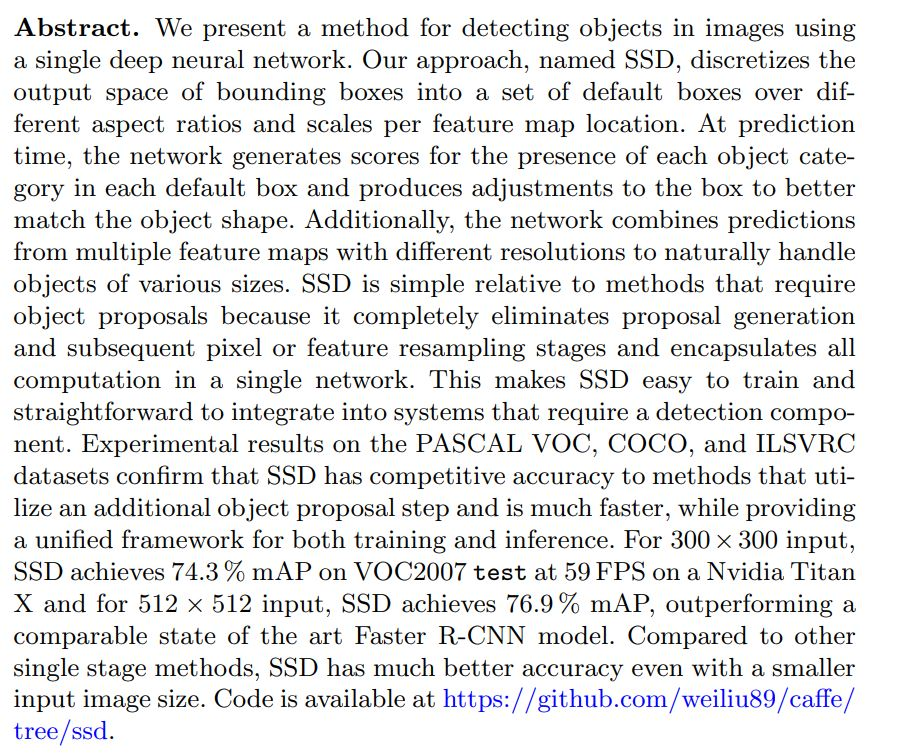 Abstract. We present a method for detecting objects in images using
a single deep neural network. Our approach, named SSD, discretizes the
output space of bounding boxes into a set of default boxes over dif-
ferent aspect ratios and scales per feature map location. At prediction
time, the network generates scores for the presence of each object cate-
gory in each default box and produces adjustments to the box to better
match the object shape. Additionally, the network combines predictions
from multiple feature maps with different resolutions to naturally handle
objects of various sizes. SSD is simple relative to methods that require
object proposals because it completely eliminates proposal generation
and subsequent pixel or feature resampling stages and encapsulates all
computation in a single network. This makes SSD easy to train and
straightforward to integrate into systems that require a detection compo-
nent. Experimental results on the PASCAL VOC, COCO, and ILSVRC
datasets confirm that SSD has competitive accuracy to methods that uti-
lize an additional object proposal step and is much faster, while providing
a unified framework for both training and inference. For 300 × 300 input,
SSD achieves 74.3 % mAP on VOC2007 test at 59 FPS on a Nvidia Titan
X and for 512 × 512 input, SSD achieves 76.9 % mAP, outperforming a
comparable state of the art Faster R-CNN model. Compared to other
single stage methods, SSD has much better accuracy even with a smaller
input image size. Code is available at https://github.com/weiliu89/caffe/
tree/ssd.